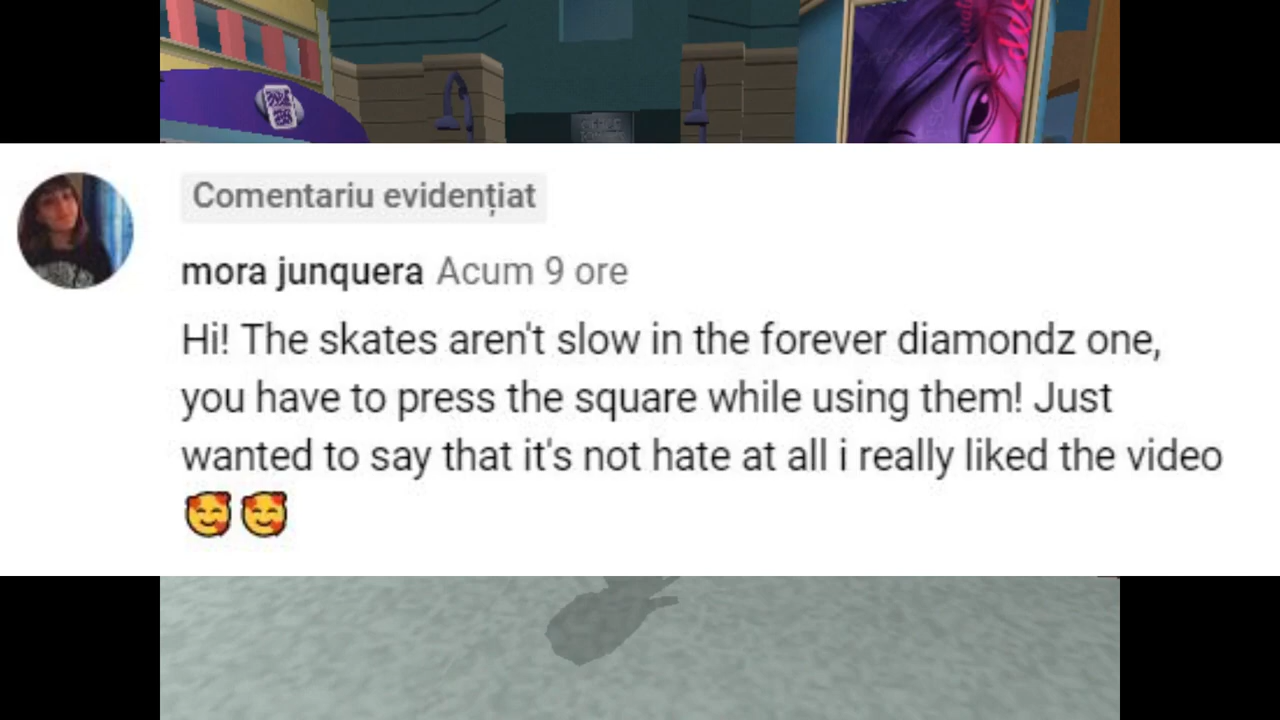 Comentariu evidențiat
mora junquera Acum 9 ore
Hi! The skates aren't slow in the forever diamondz one,
you have to press the square while using them! Just
wanted to say that it's not hate at all i really liked the video
🥰🥰